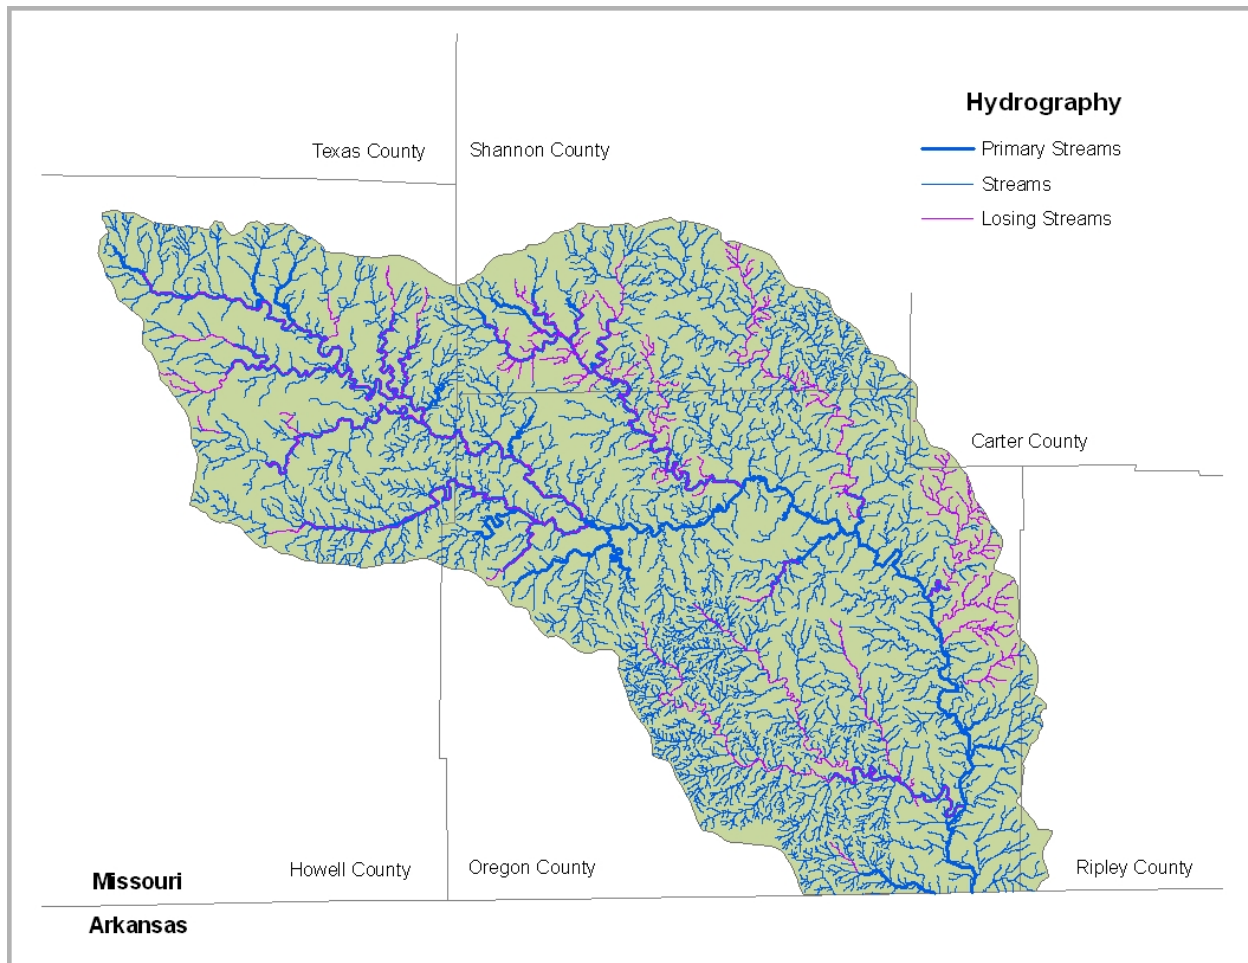 Hydrography
Primary Streams
Streams
Losing Streams
Texas County
Shannon County
Carter County
Howell County
Oregon County
Ripley County
Missouri
Arkansas